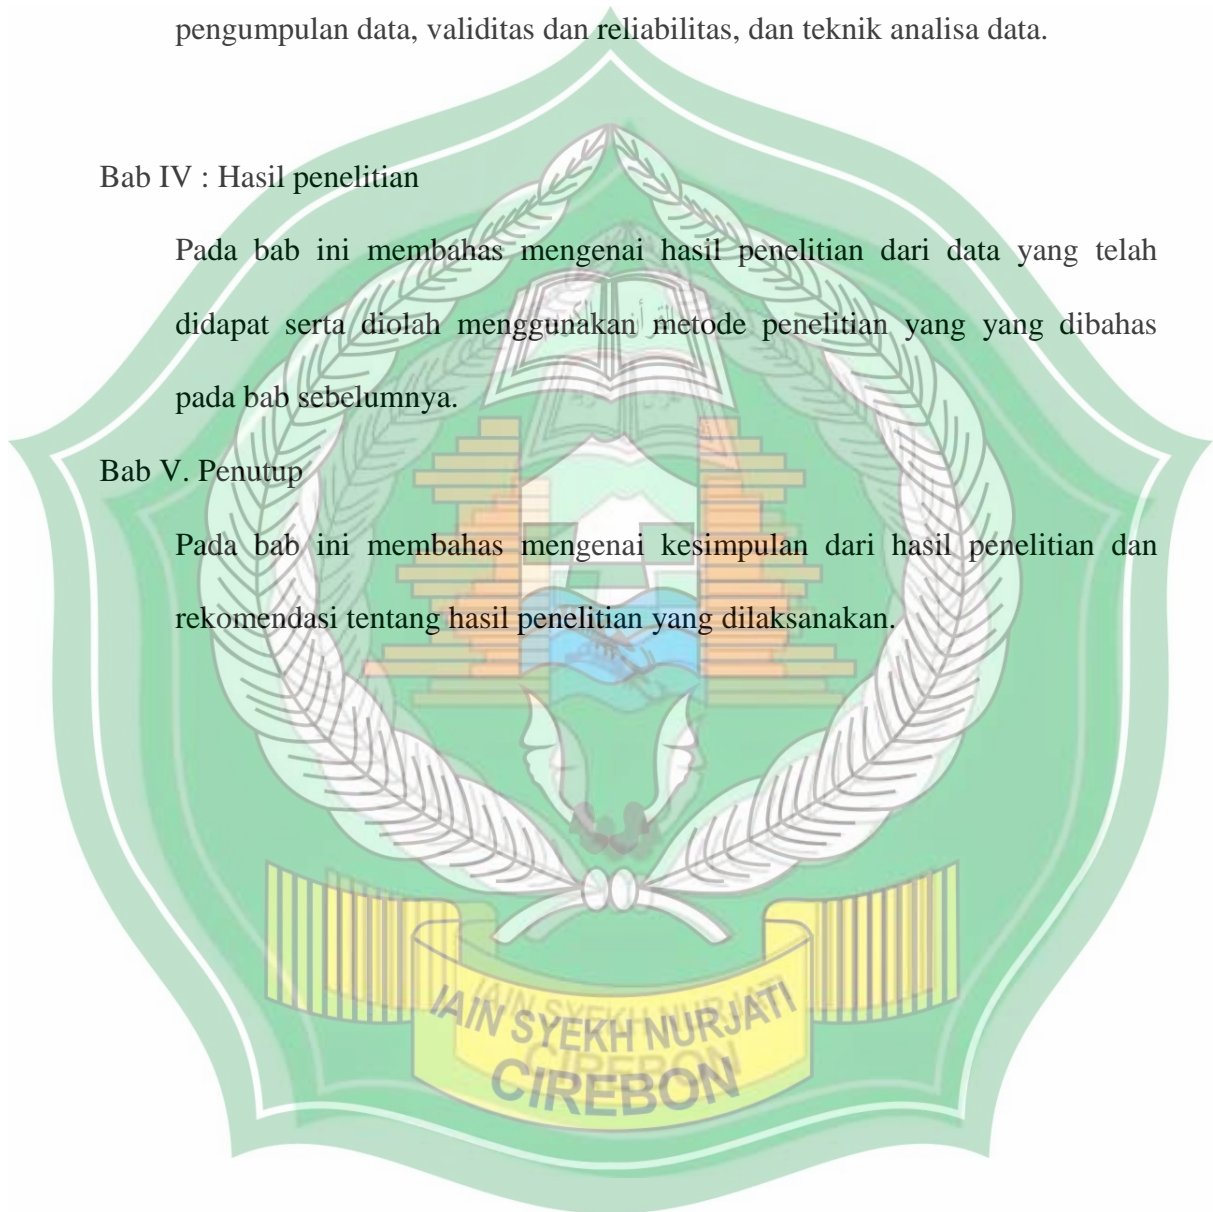 pengumpulan data, validitas dan reliabilitas, dan teknik analisa data.
Bab IV : Hasil penelitian
Pada bab ini membahas mengenai hasil penelitian dari data yang telah
didapat serta diolah menggunakan metode penelitian yang yang dibahas
pada bab sebelumnya.
Bab V. Penutup
Pada bab ini membahas mengenai kesimpulan dari hasil penelitian dan
rekomendasi tentang hasil penelitian yang dilaksanakan.
IAIN SYEKH NURJATI
CIREBON